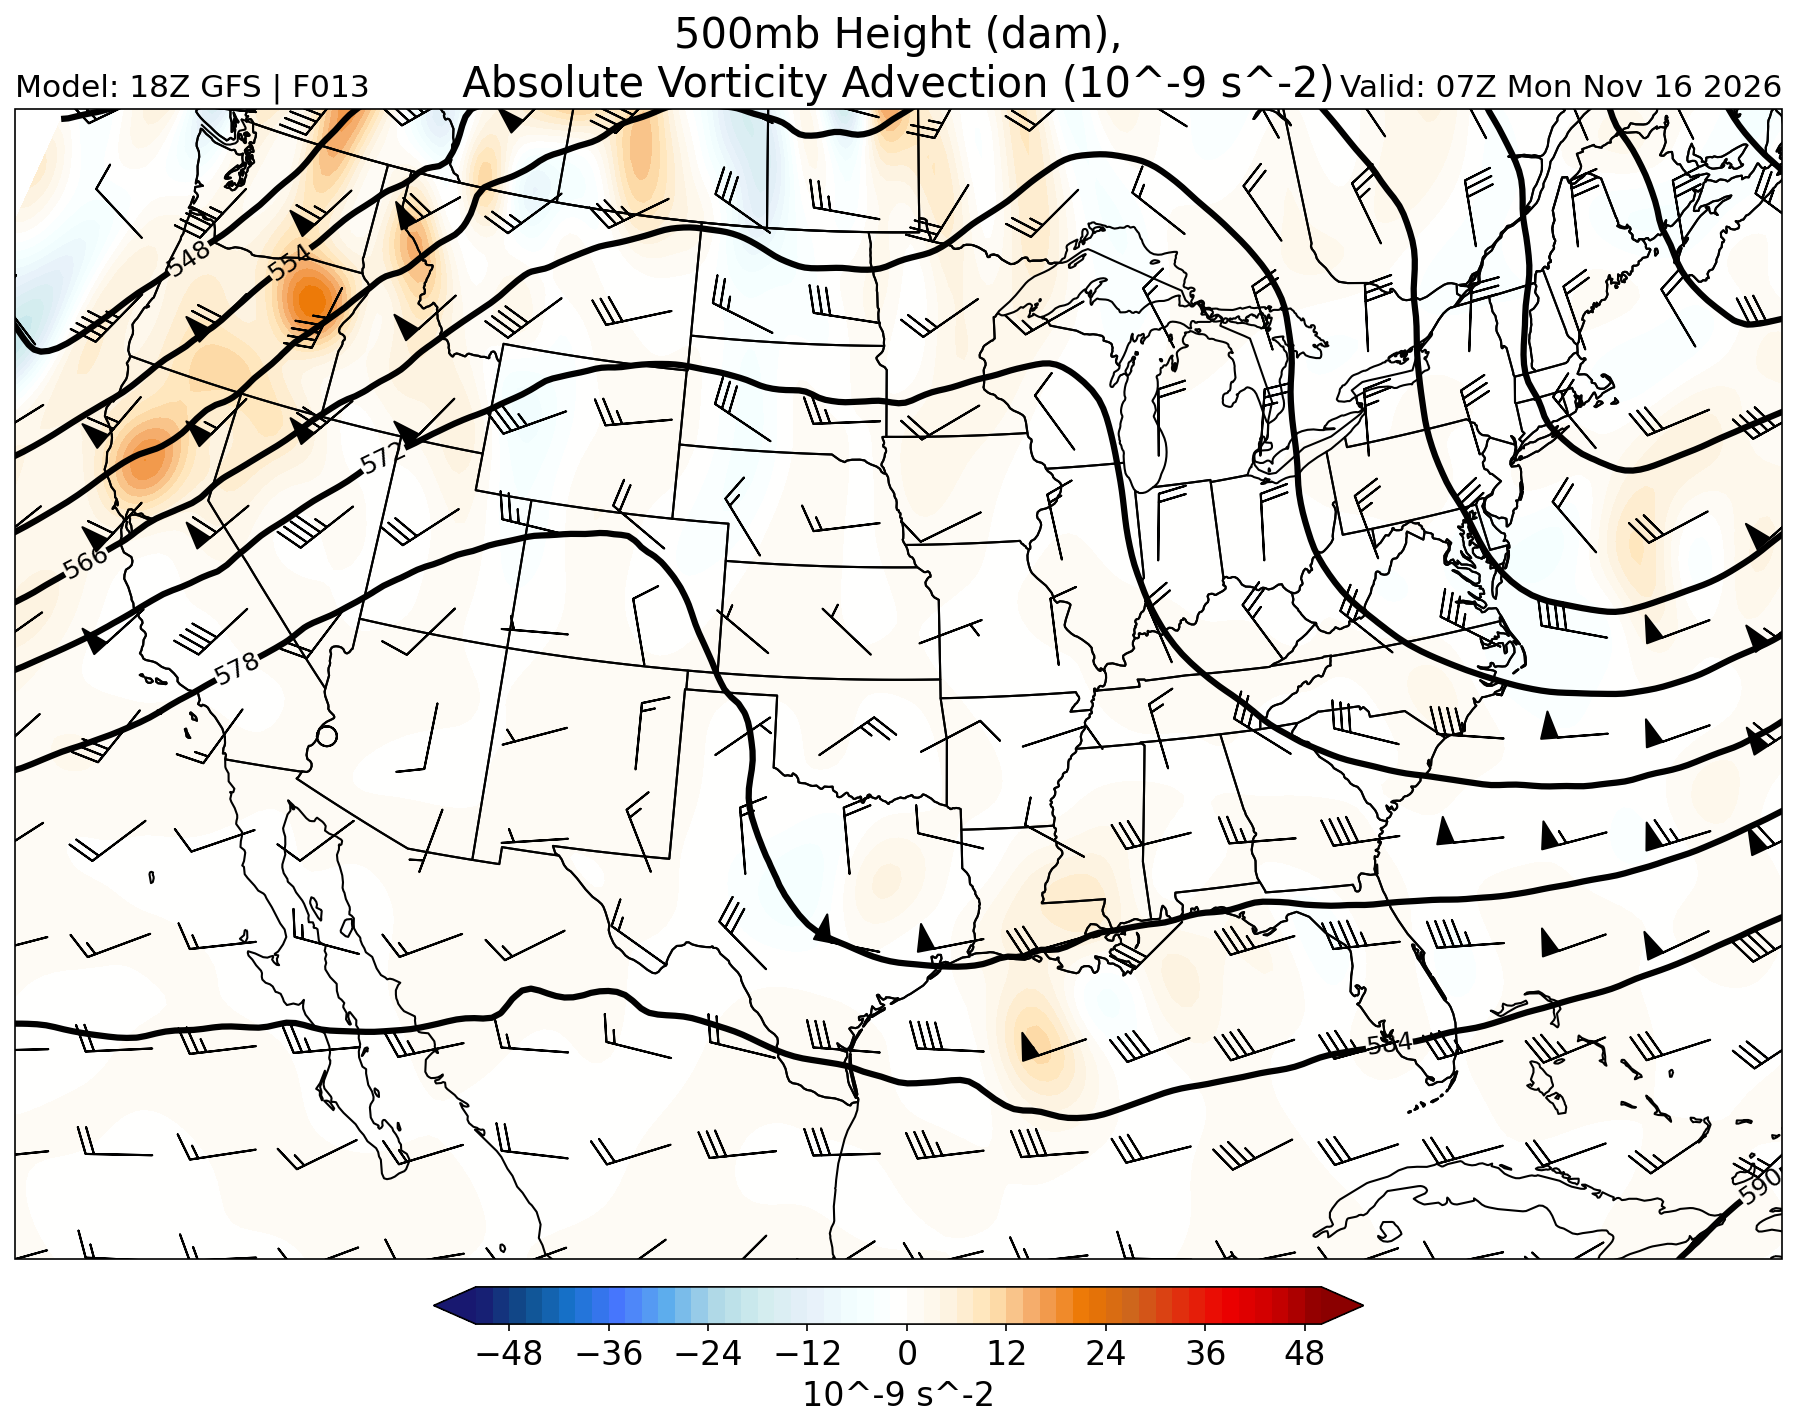 500mb Height (dam),
Model: 18Z GFS | F013
Absolute Vorticity Advection (10^-9 s^-2)
Valid: 07Z Mon Nov 16 2026
548
554
572
566
578
584
590
−48 −36 −24 −12 0 12 24 36 48
10^-9 s^-2